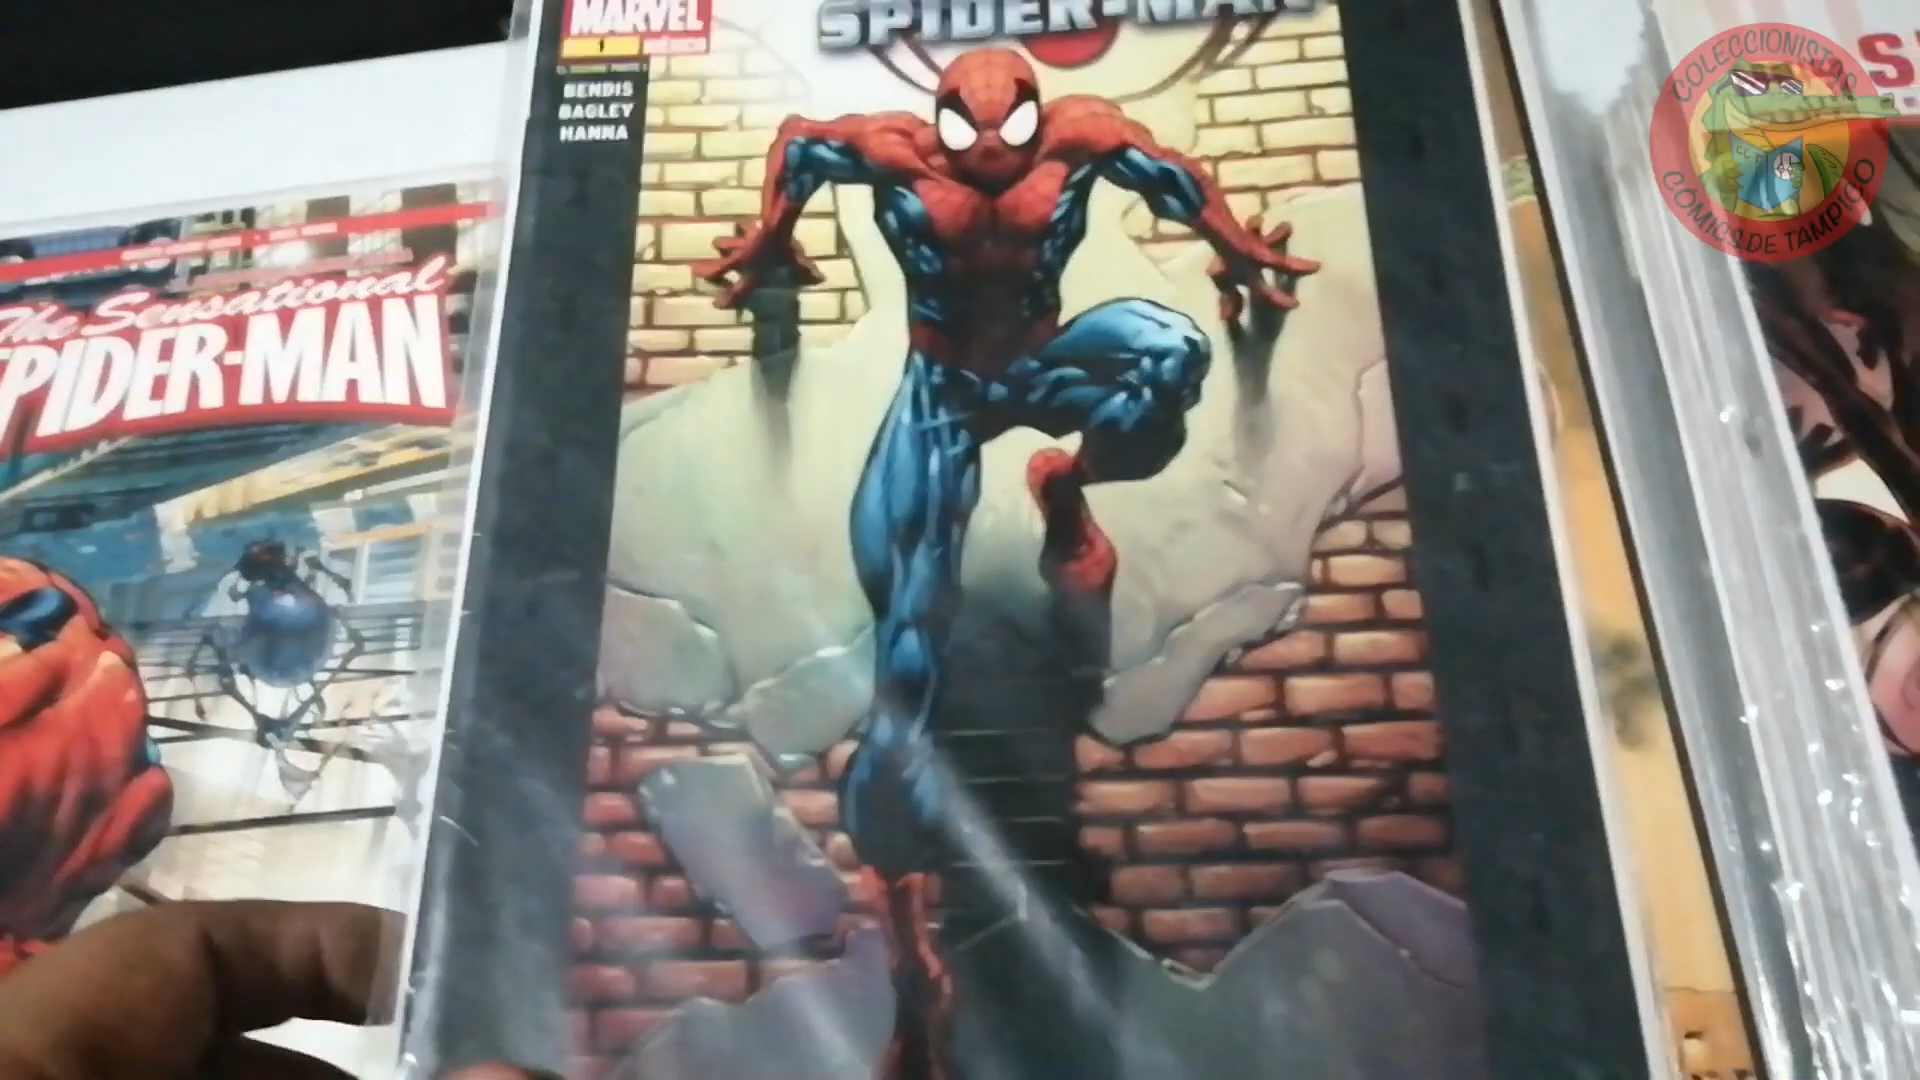 MARVEL
1 MÉXICO
SPIDER-MAN
BENDIS
BAGLEY
HANNA
The Sensational
SPIDER-MAN
COLECCIONISTAS
CÓMICS DE TAMPICO